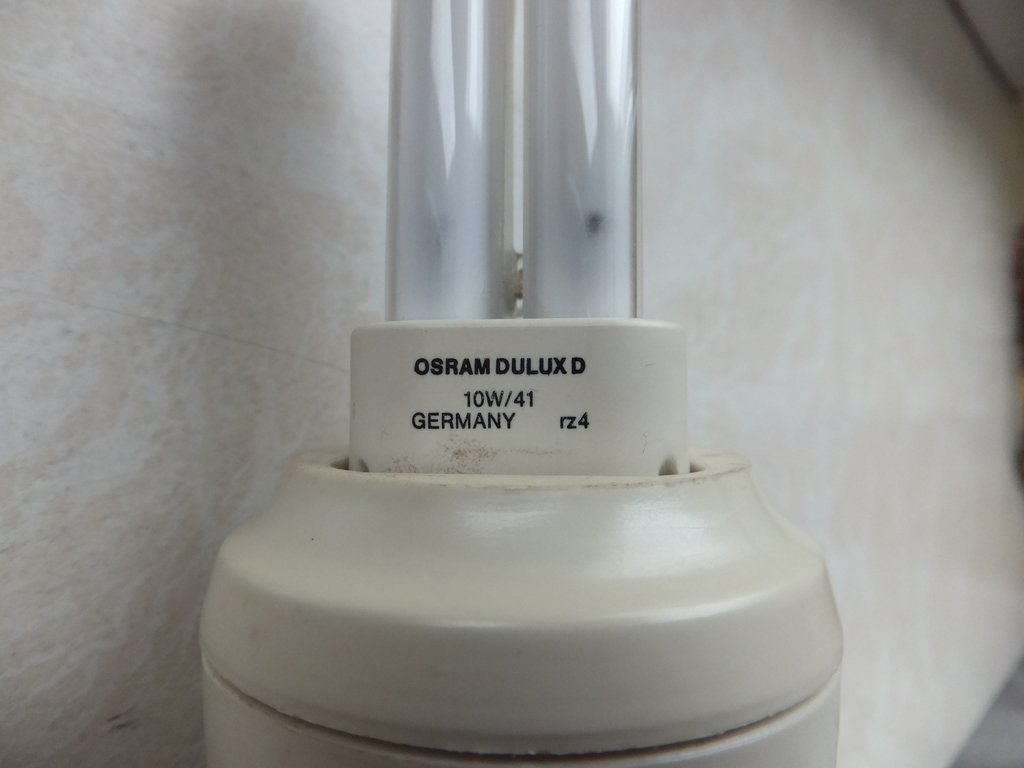 OSRAM DULUX D
10W/41
GERMANY rz4